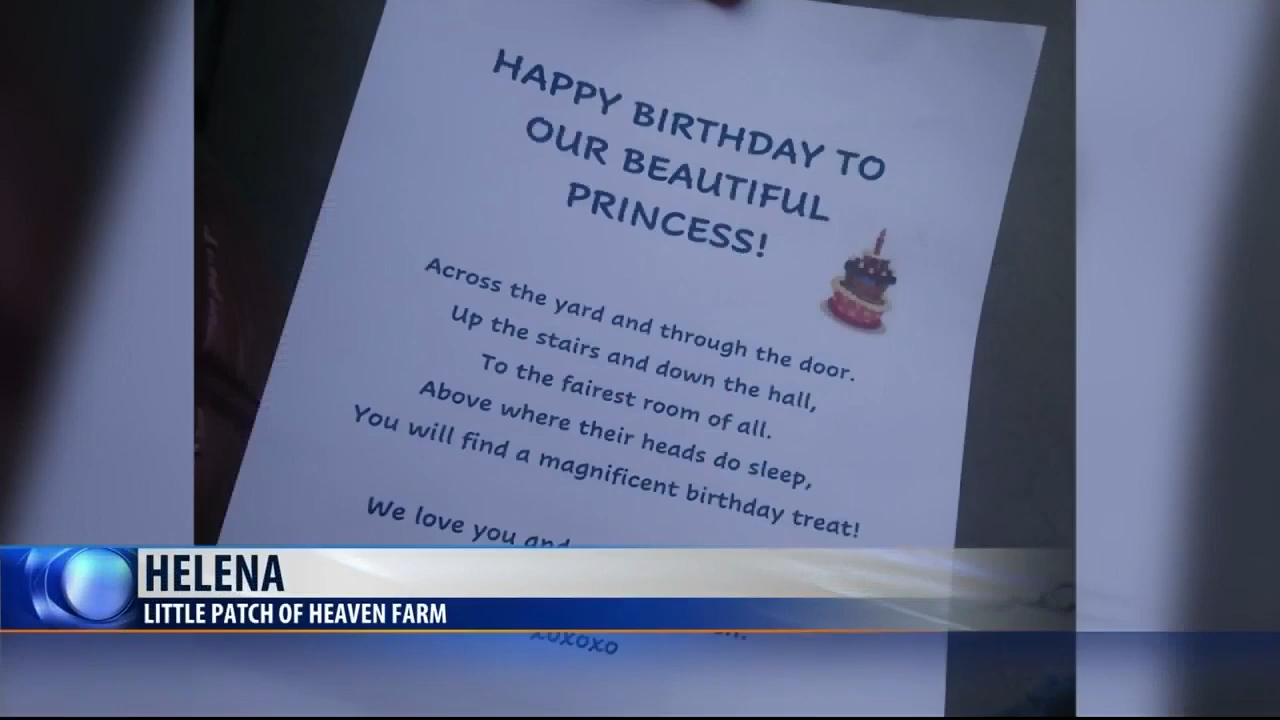 HAPPY BIRTHDAY TO
OUR BEAUTIFUL
PRINCESS!
Across the yard and through the door.
Up the stairs and down the hall,
To the fairest room of all.
Above where their heads do sleep,
You will find a magnificent birthday treat!
We love you and
xoxoxo
HELENA
LITTLE PATCH OF HEAVEN FARM